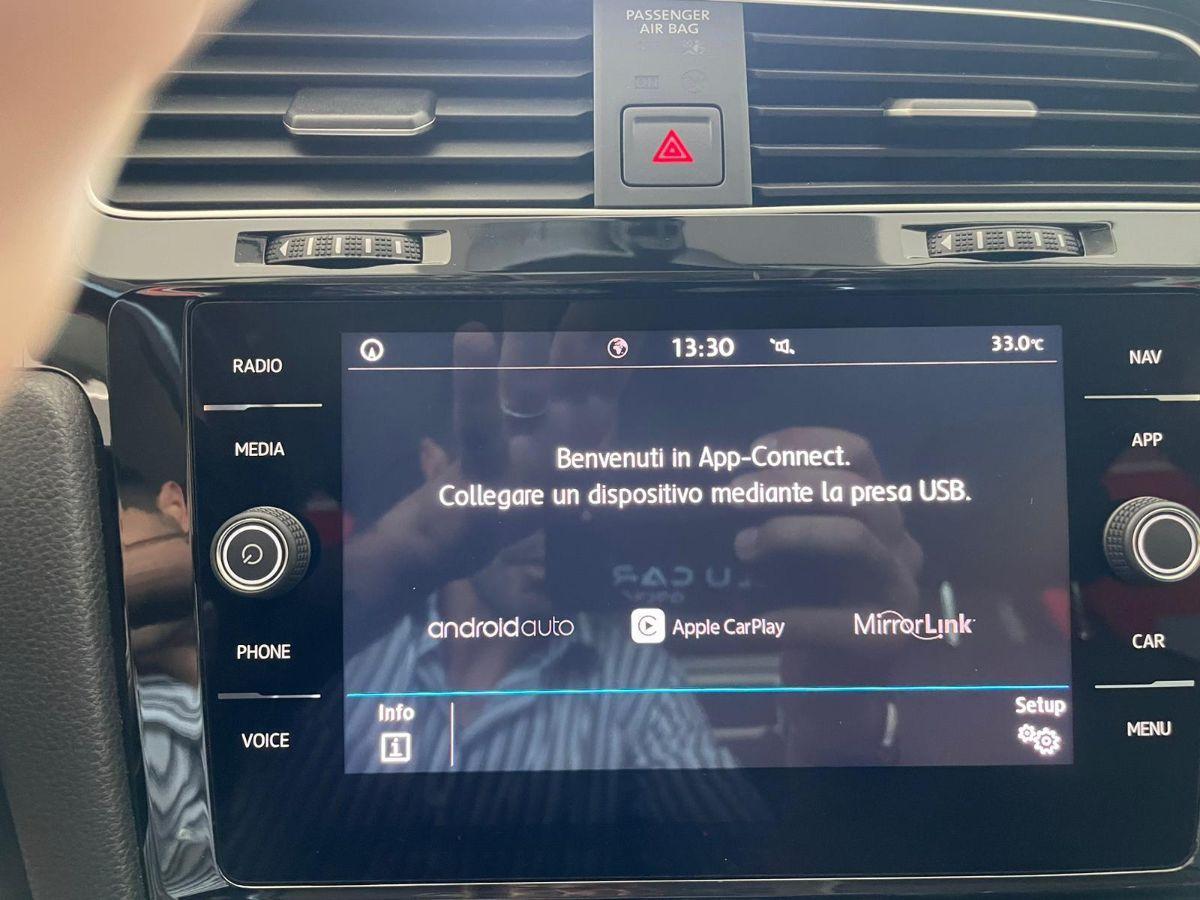 PASSENGER
AIR BAG
RADIO
13:30
33.0°C
NAV
MEDIA
APP
Benvenuti in App-Connect.
Collegare un dispositivo mediante la presa USB.
androidauto
Apple CarPlay
MirrorLink
PHONE
CAR
Info
Setup
VOICE
MENU